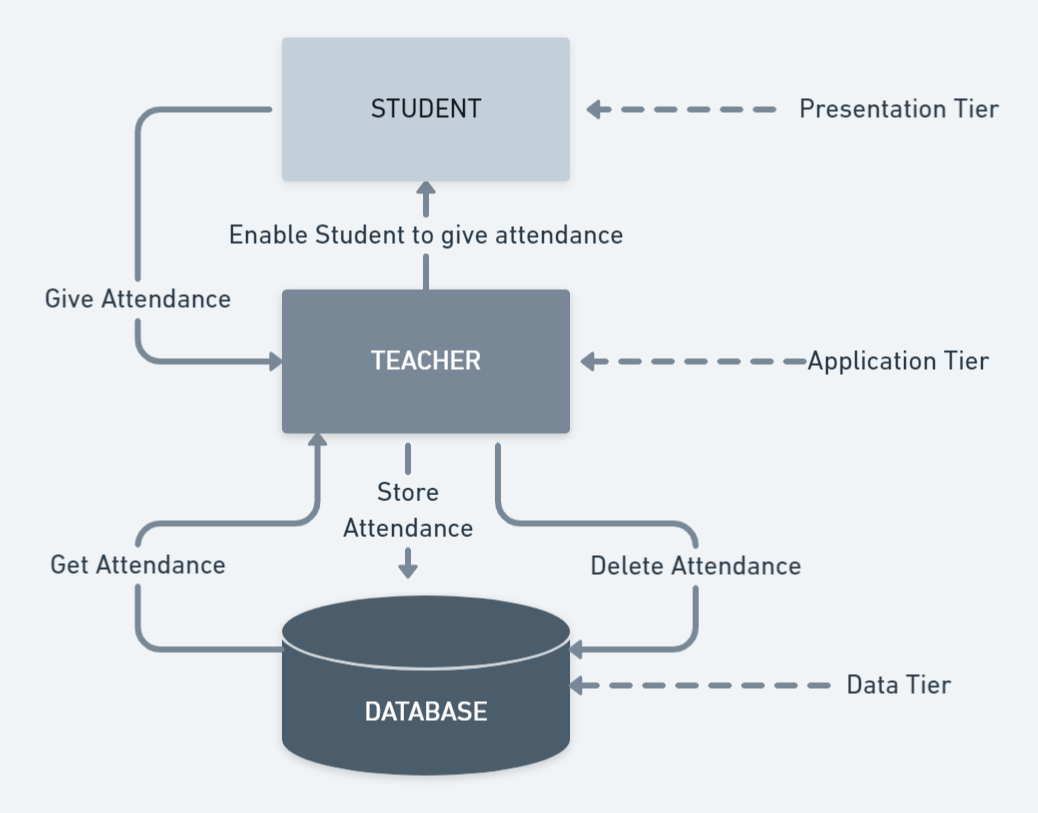 STUDENT
Presentation Tier
Enable Student to give attendance
Give Attendance
TEACHER
Application Tier
Store
Attendance
Get Attendance
Delete Attendance
Data Tier
DATABASE